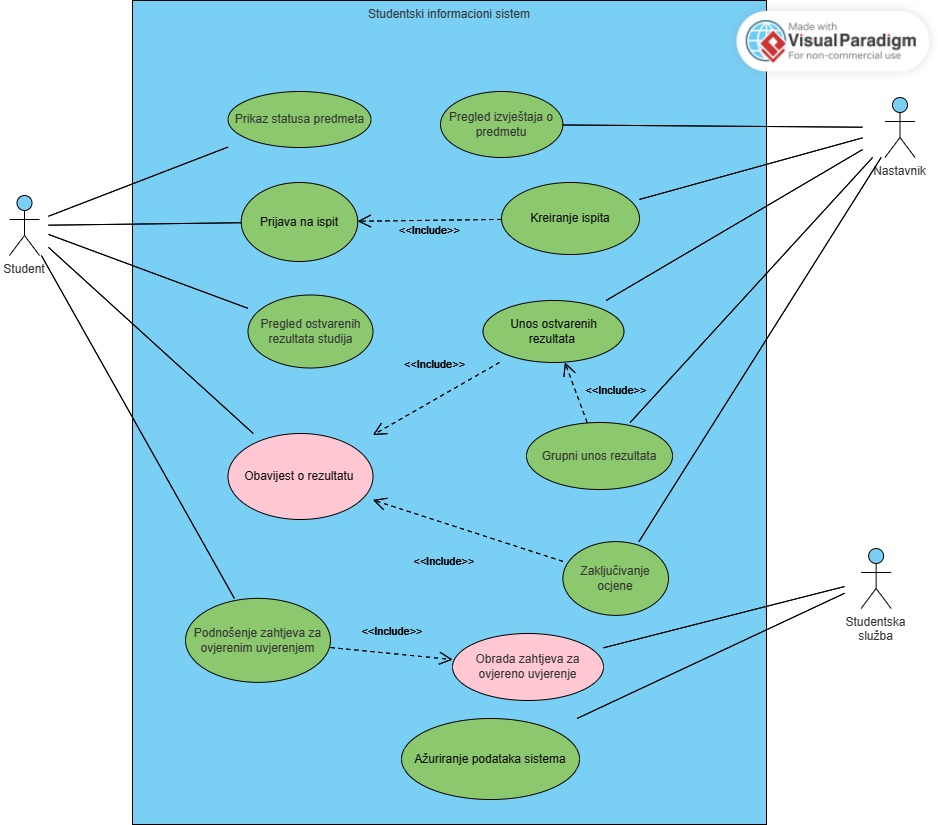 Studentski informacioni sistem
Made with
VisualParadigm
For non-commercial use
Prikaz statusa predmeta
Pregled izvještaja o
predmetu
Nastavnik
Prijava na ispit
<<Include>>
Kreiranje ispita
Student
Pregled ostvarenih
rezultata studija
Unos ostvarenih
rezultata
<<Include>>
<<Include>>
Obavijest o rezultatu
Grupni unos rezultata
<<Include>>
Zaključivanje
ocjene
Studentska
služba
Podnošenje zahtjeva za
ovjerenim uvjerenjem
<<Include>>
Obrada zahtjeva za
ovjereno uvjerenje
Ažuriranje podataka sistema